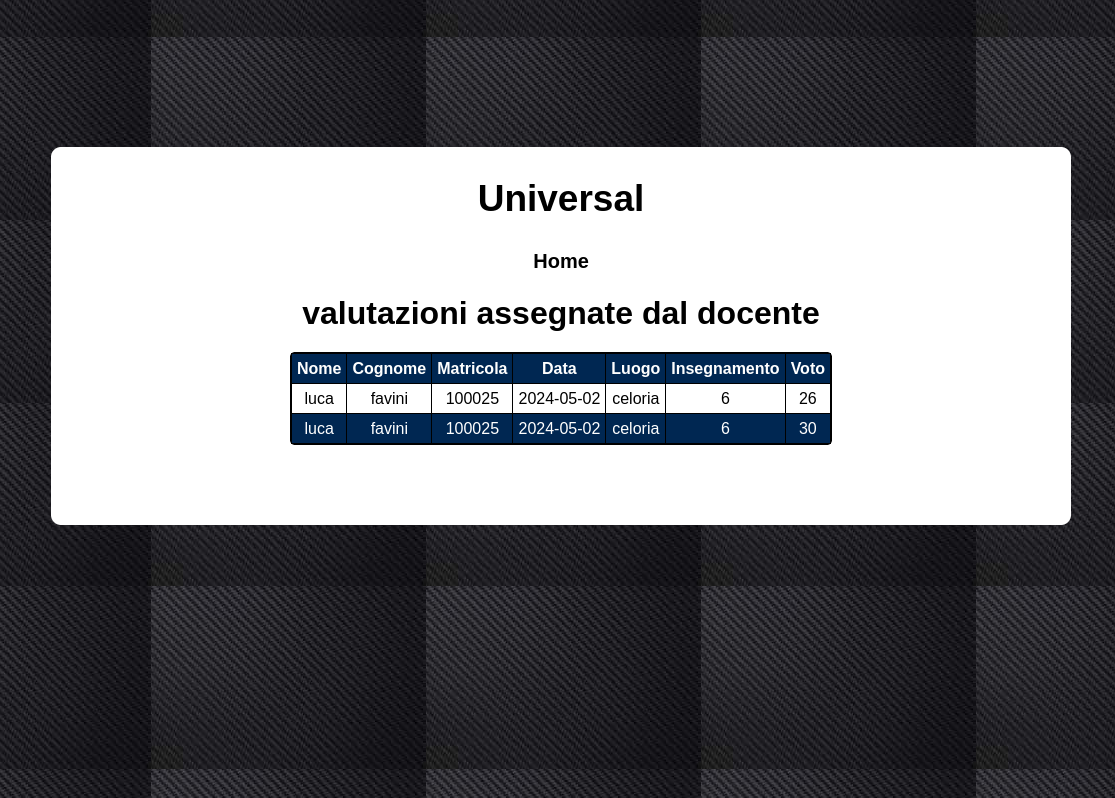 Universal
Home
valutazioni assegnate dal docente
Nome Cognome Matricola Data Luogo Insegnamento Voto
luca favini 100025 2024-05-02 celoria 6 26
luca favini 100025 2024-05-02 celoria 6 30